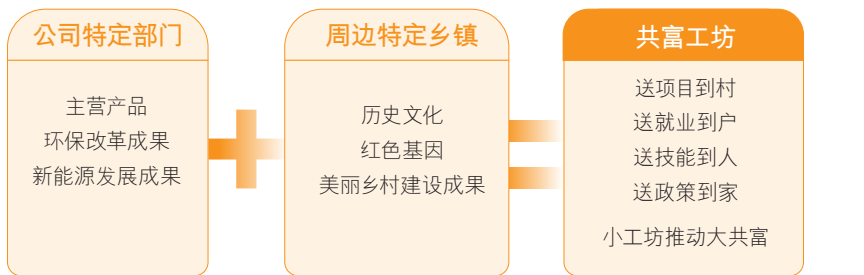 公司特定部门
主营产品
环保改革成果
新能源发展成果
周边特定乡镇
历史文化
红色基因
美丽乡村建设成果
共富工坊
送项目到村
送就业到户
送技能到人
送政策到家
小工坊推动大共富